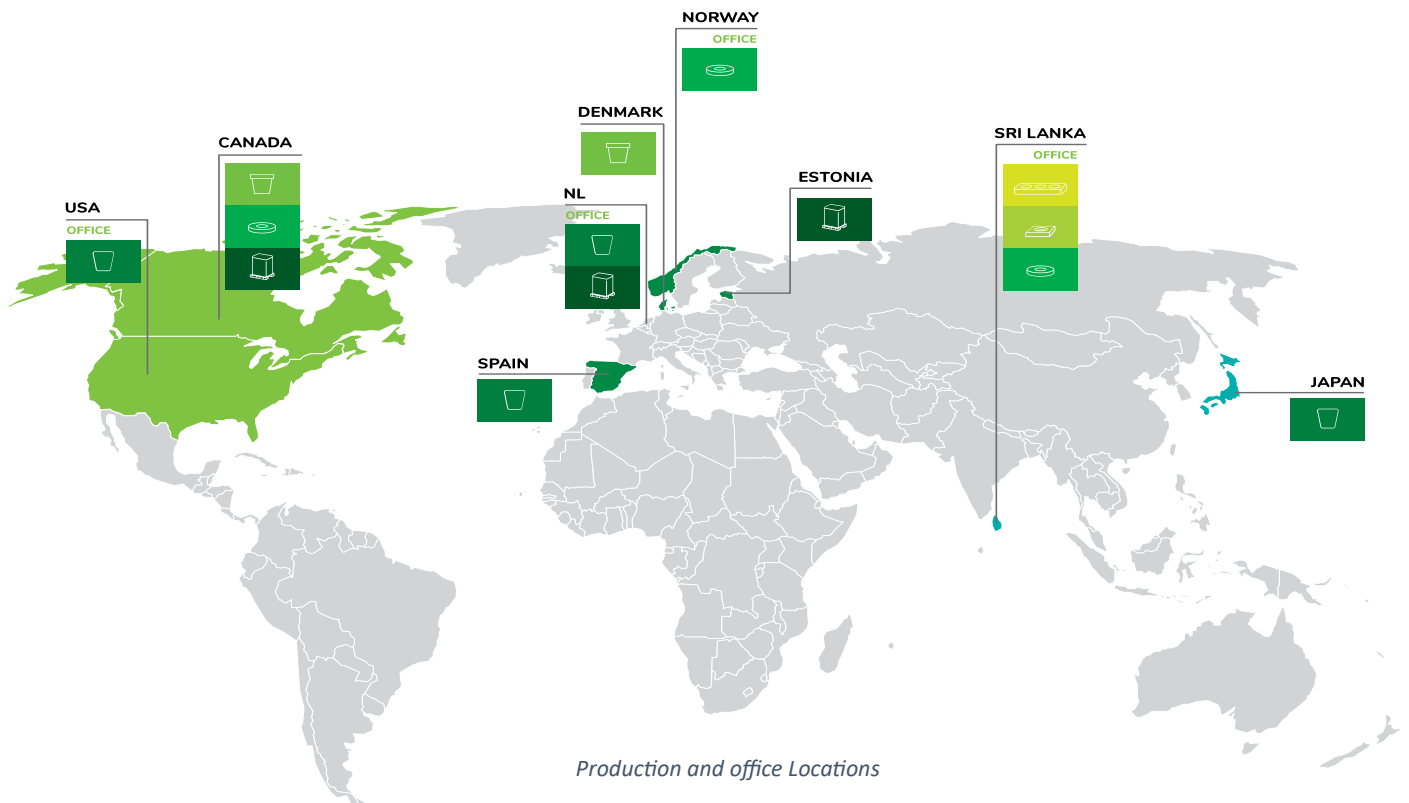 NORWAY
OFFICE
DENMARK
CANADA
SRI LANKA
OFFICE
ESTONIA
NL
OFFICE
USA
OFFICE
SPAIN
JAPAN
Production and office Locations